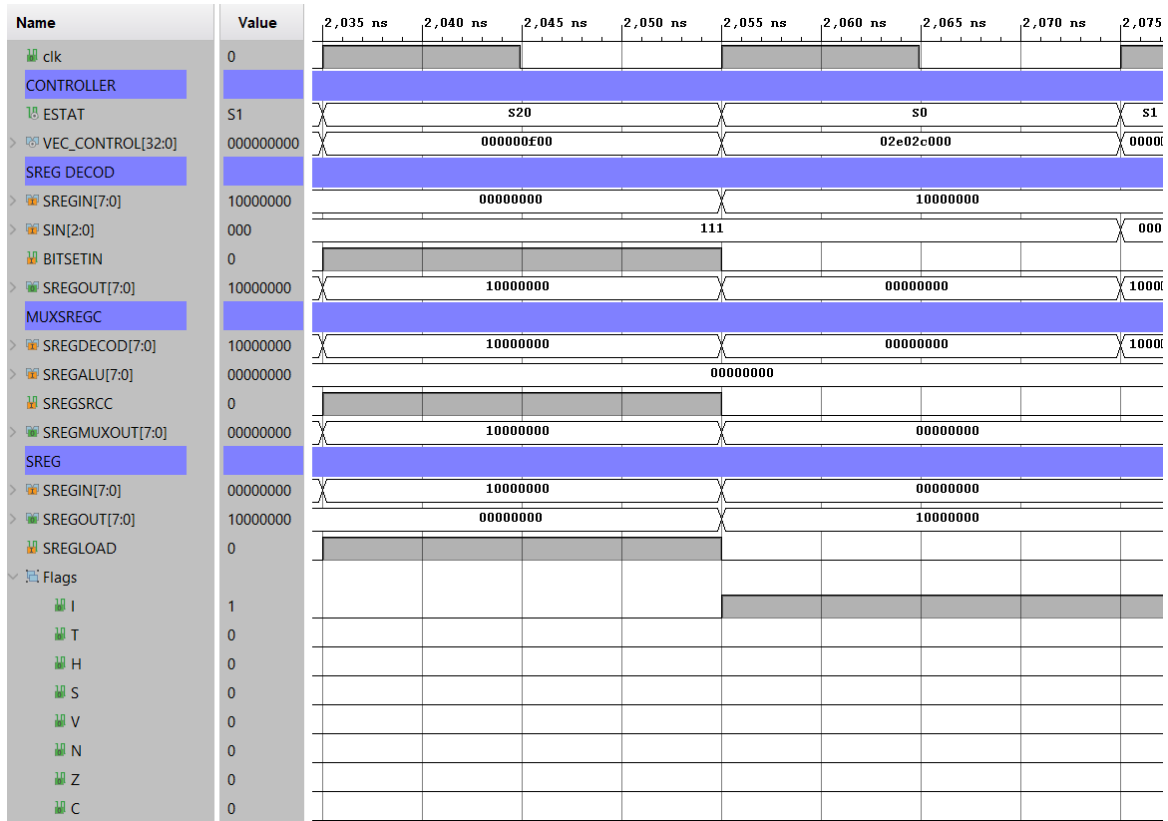 Name Value 2,035 ns 2,040 ns 2,045 ns 2,050 ns 2,055 ns 2,060 ns 2,065 ns 2,070 ns 2,075
clk 0
CONTROLLER
ESTAT S1 S20 S0 S1
VEC_CONTROL[32:0] 000000000 000000f00 02e02c000 0000
SREG DECOD
SREGIN[7:0] 10000000 00000000 10000000
SIN[2:0] 000 111 000
BITSETIN 0
SREGOUT[7:0] 10000000 10000000 00000000 1000
MUXSREGC
SREGDECOD[7:0] 10000000 10000000 00000000 1000
SREGALU[7:0] 00000000 00000000
SREGSRCC 0
SREGMUXOUT[7:0] 00000000 10000000 00000000
SREG
SREGIN[7:0] 00000000 10000000 00000000
SREGOUT[7:0] 10000000 00000000 10000000
SREGLOAD 0
Flags
I 1
T 0
H 0
S 0
V 0
N 0
Z 0
C 0